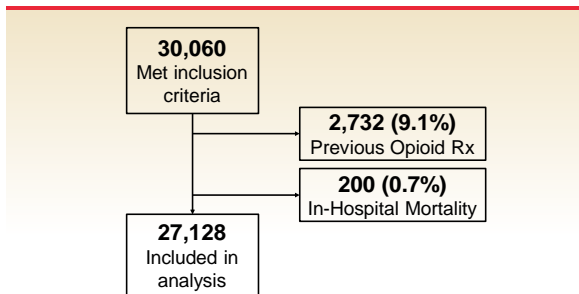 30,060
Met inclusion
criteria
2,732 (9.1%)
Previous Opioid Rx
200 (0.7%)
In-Hospital Mortality
27,128
Included in
analysis